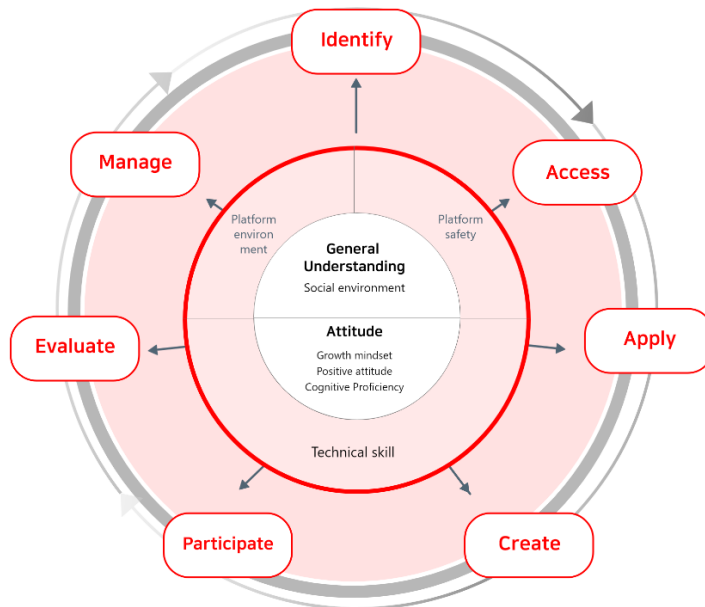 Identify
Manage
Access
Platform
environ
ment
Platform
safety
General
Understanding
Social environment
Attitude
Growth mindset
Positive attitude
Cognitive Proficiency
Evaluate
Apply
Technical skill
Participate
Create